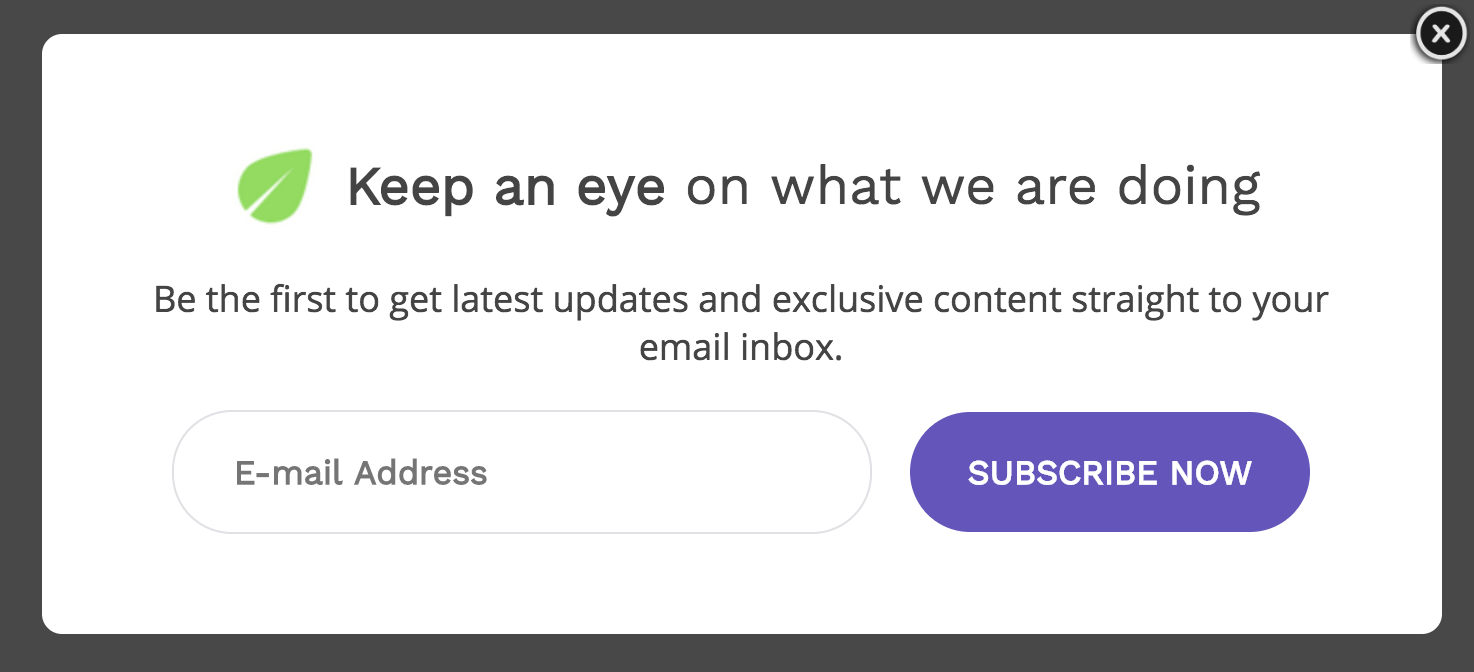 Keep an eye on what we are doing
Be the first to get latest updates and exclusive content straight to your
email inbox.
E-mail Address
SUBSCRIBE NOW